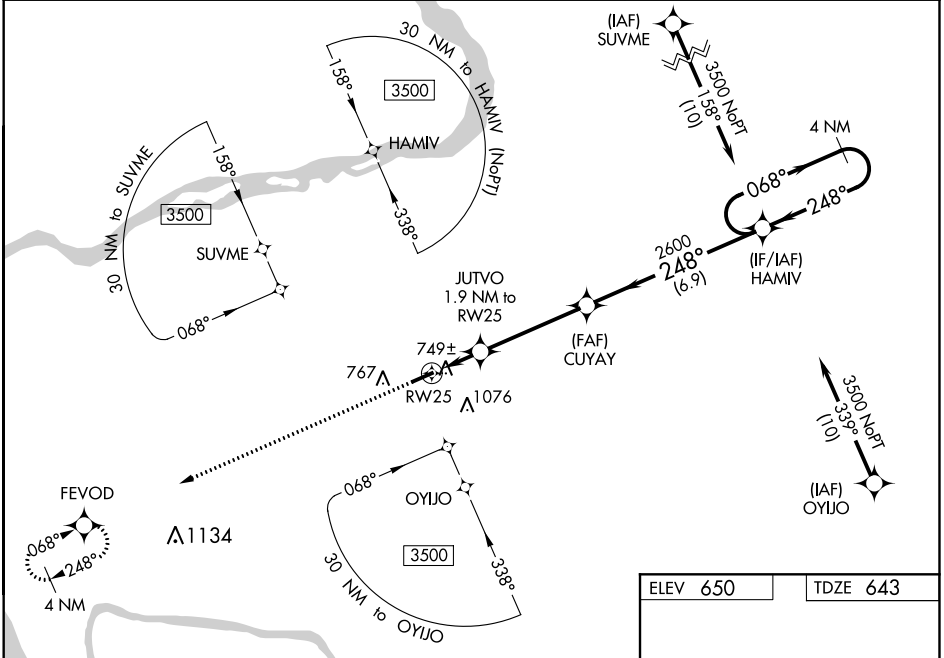 30 NM to HAMIV (NoPT)
158°
3500
HAMIV
338°
30 NM to SUVME
158°
3500
SUVME
068°
(IAF)
SUVME
3500 NoPT
158°
(10)
4 NM
068°
248°
(IF/IAF)
HAMIV
2600
248°
(6.9)
JUTVO
1.9 NM to
RW25
(FAF)
CUYAY
749±
767
RW25
1076
3500 NoPT
339°
(10)
(IAF)
OYIJO
FEVOD
068°
248°
4 NM
1134
068°
OYIJO
3500
338°
30 NM to OYIJO
ELEV 650
TDZE 643